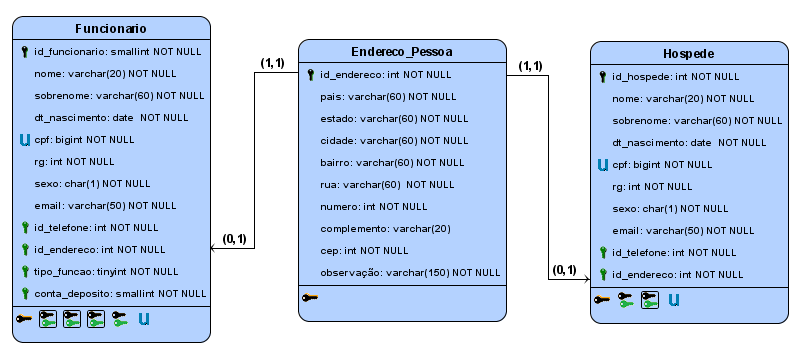 Funcionario
id_funcionario: smallint NOT NULL
nome: varchar(20) NOT NULL
sobrenome: varchar(60) NOT NULL
dt_nascimento: date NOT NULL
U cpf: bigint NOT NULL
rg: int NOT NULL
sexo: char(1) NOT NULL
email: varchar(50) NOT NULL
id_telefone: int NOT NULL
id_endereco: int NOT NULL
tipo_funcao: tinyint NOT NULL
conta_deposito: smallint NOT NULL
U
(1,1)
(0,1)
Endereco_Pessoa
id_endereco: int NOT NULL
pais: varchar(60) NOT NULL
estado: varchar(60) NOT NULL
cidade: varchar(60) NOT NULL
bairro: varchar(60) NOT NULL
rua: varchar(60) NOT NULL
numero: int NOT NULL
complemento: varchar(20)
cep: int NOT NULL
observação: varchar(150) NOT NULL
(1,1)
(0,1)
Hospede
id_hospede: int NOT NULL
nome: varchar(20) NOT NULL
sobrenome: varchar(60) NOT NULL
dt_nascimento: date NOT NULL
U cpf: bigint NOT NULL
rg: int NOT NULL
sexo: char(1) NOT NULL
email: varchar(50) NOT NULL
id_telefone: int NOT NULL
id_endereco: int NOT NULL
U